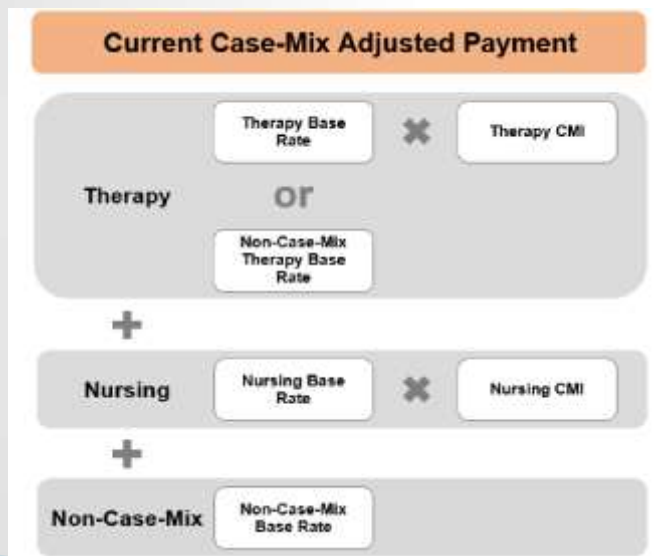 Current Case-Mix Adjusted Payment
Therapy Base
Rate
✖
Therapy CMI
Therapy
or
Non-Case-Mix
Therapy Base
Rate
+
Nursing
Nursing Base
Rate
✖
Nursing CMI
+
Non-Case-Mix
Non-Case-Mix
Base Rate